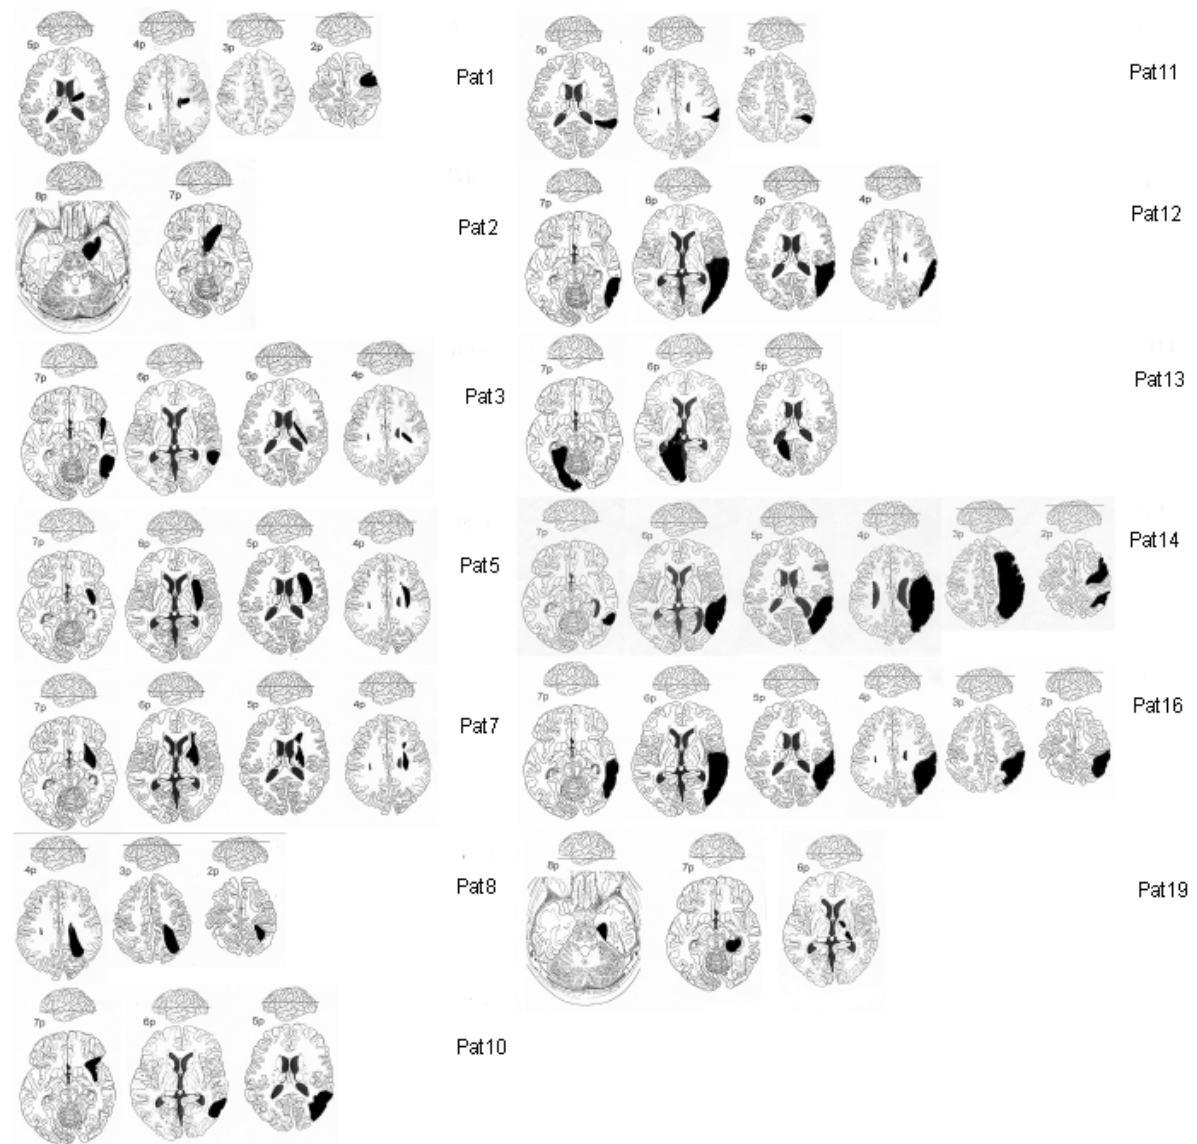 5p 4p 3p 2p
Pat1
8p 7p
Pat2
7p 6p 5p 4p
Pat3
7p 6p 5p 4p
Pat5
7p 6p 5p 4p
Pat7
4p 3p 2p
Pat8
7p 6p 5p
Pat10
5p 4p 3p
Pat11
7p 6p 5p 4p
Pat12
7p 6p 5p
Pat13
7p 6p 5p 4p 3p 2p
Pat14
7p 6p 5p 4p 3p 2p
Pat16
8p 7p 6p
Pat19